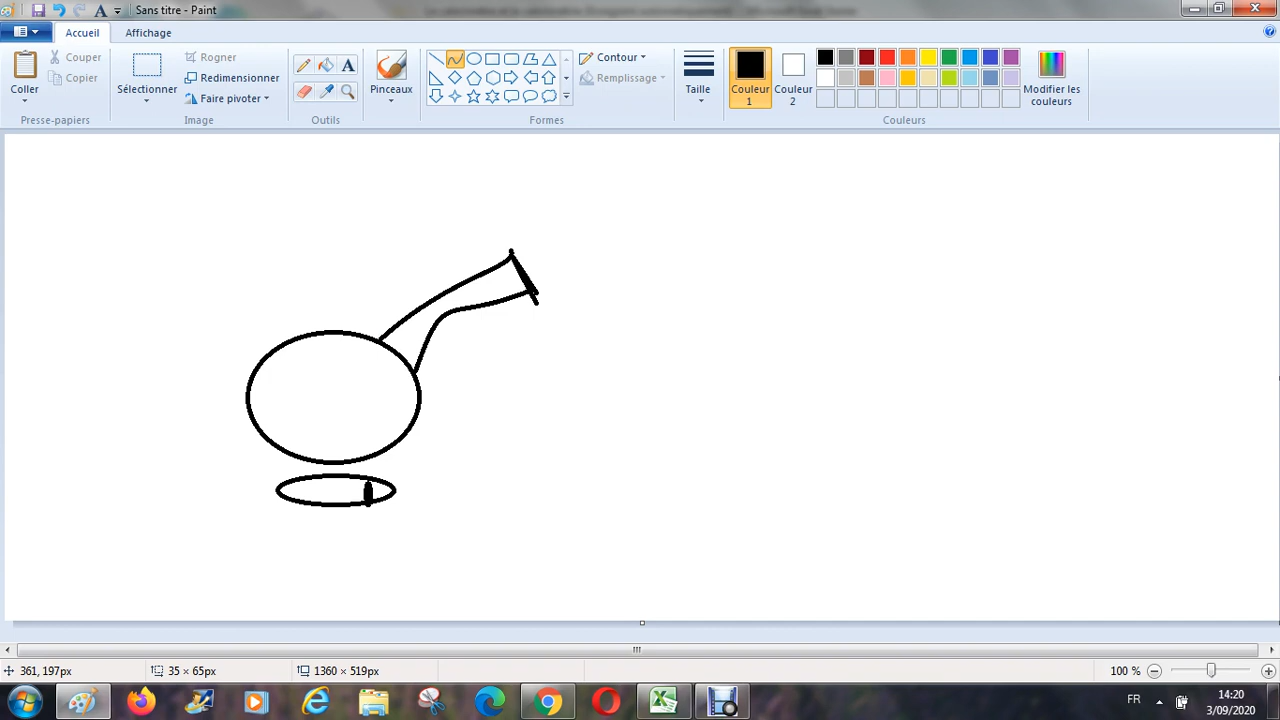 Sans titre - Paint
Accueil
Affichage
Coller
Couper
Copier
Presse-papiers
Sélectionner
Rogner
Redimensionner
Faire pivoter
Image
A
Outils
Pinceaux
Contour
Remplissage
Formes
Taille
Couleur
1
Couleur
2
Modifier les
couleurs
Couleurs
361, 197px
35 × 65px
1360 × 519px
100 %
FR
14:20
3/09/2020